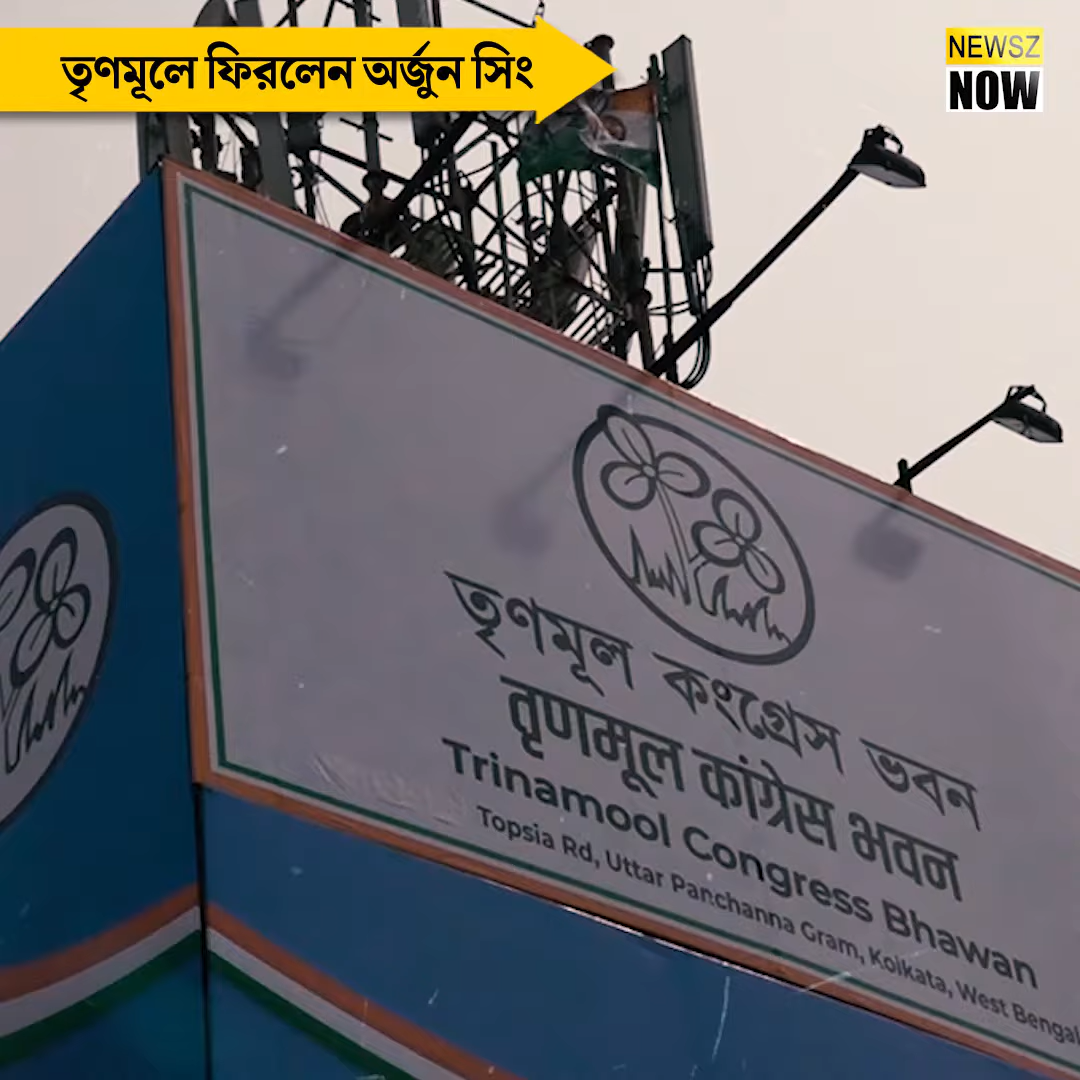 তৃণমূলে ফিরলেন অর্জুন সিং
NEWSZ
NOW
তৃণমূল কংগ্রেস ভবন
तृणमूल कांग्रेस भवन
Trinamool Congress Bhawan
Topsia Rd, Uttar Panchanna Gram, Kolkata, West Bengal